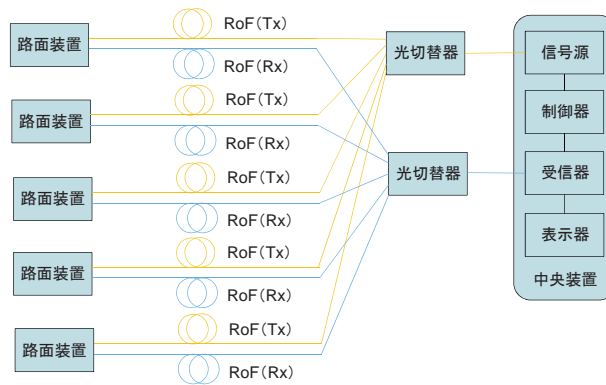 RoF(Tx)
路面装置
RoF(Rx)
RoF(Tx)
路面装置
RoF(Rx)
RoF(Tx)
路面装置
RoF(Rx)
RoF(Tx)
路面装置
RoF(Rx)
RoF(Tx)
路面装置
RoF(Rx)
光切替器
光切替器
信号源
制御器
受信器
表示器
中央装置